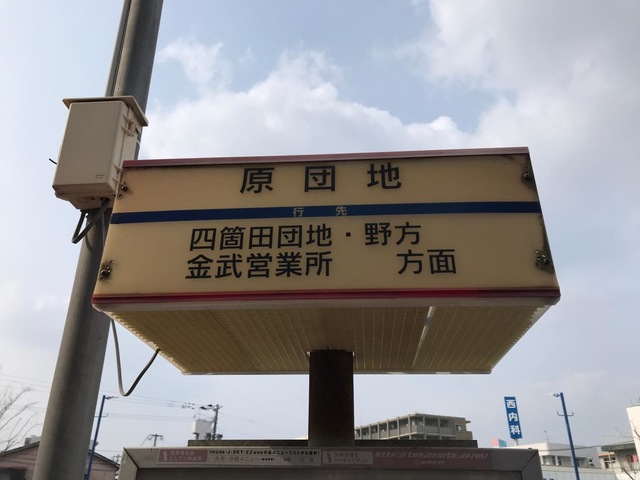 原団地
行先
四箇田団地・野方
金武営業所 方面
西内科